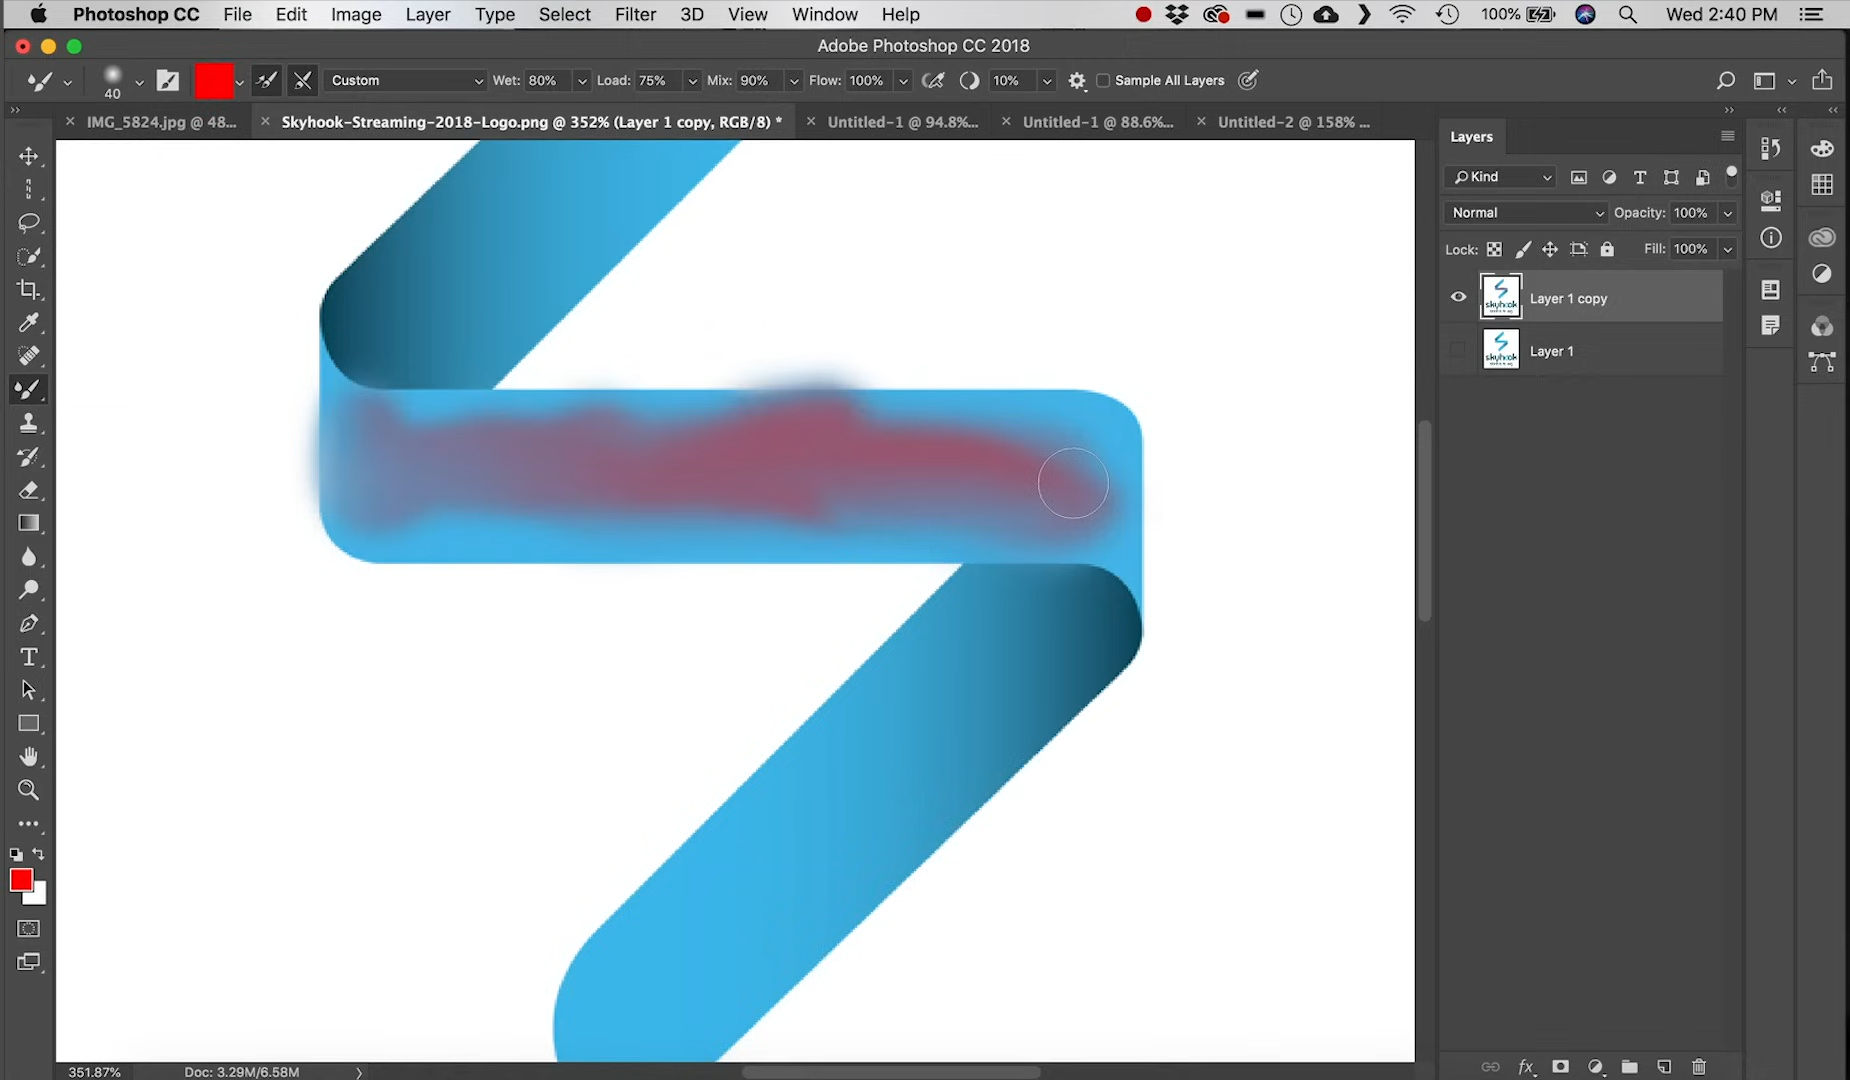 Photoshop CC File Edit Image Layer Type Select Filter 3D View Window Help 100% Wed 2:40 PM
Adobe Photoshop CC 2018
40 Custom Wet: 80% Load: 75% Mix: 90% Flow: 100% 10% Sample All Layers
IMG_5824.jpg @ 48... Skyhook-Streaming-2018-Logo.png @ 352% (Layer 1 copy, RGB/8) * Untitled-1 @ 94.8%... Untitled-1 @ 88.6%... Untitled-2 @ 158% ...
Layers
Kind
Normal Opacity: 100%
Lock: Fill: 100%
skyhook
Layer 1 copy
skyhook
Layer 1
351.87% Doc: 3.29M/6.58M